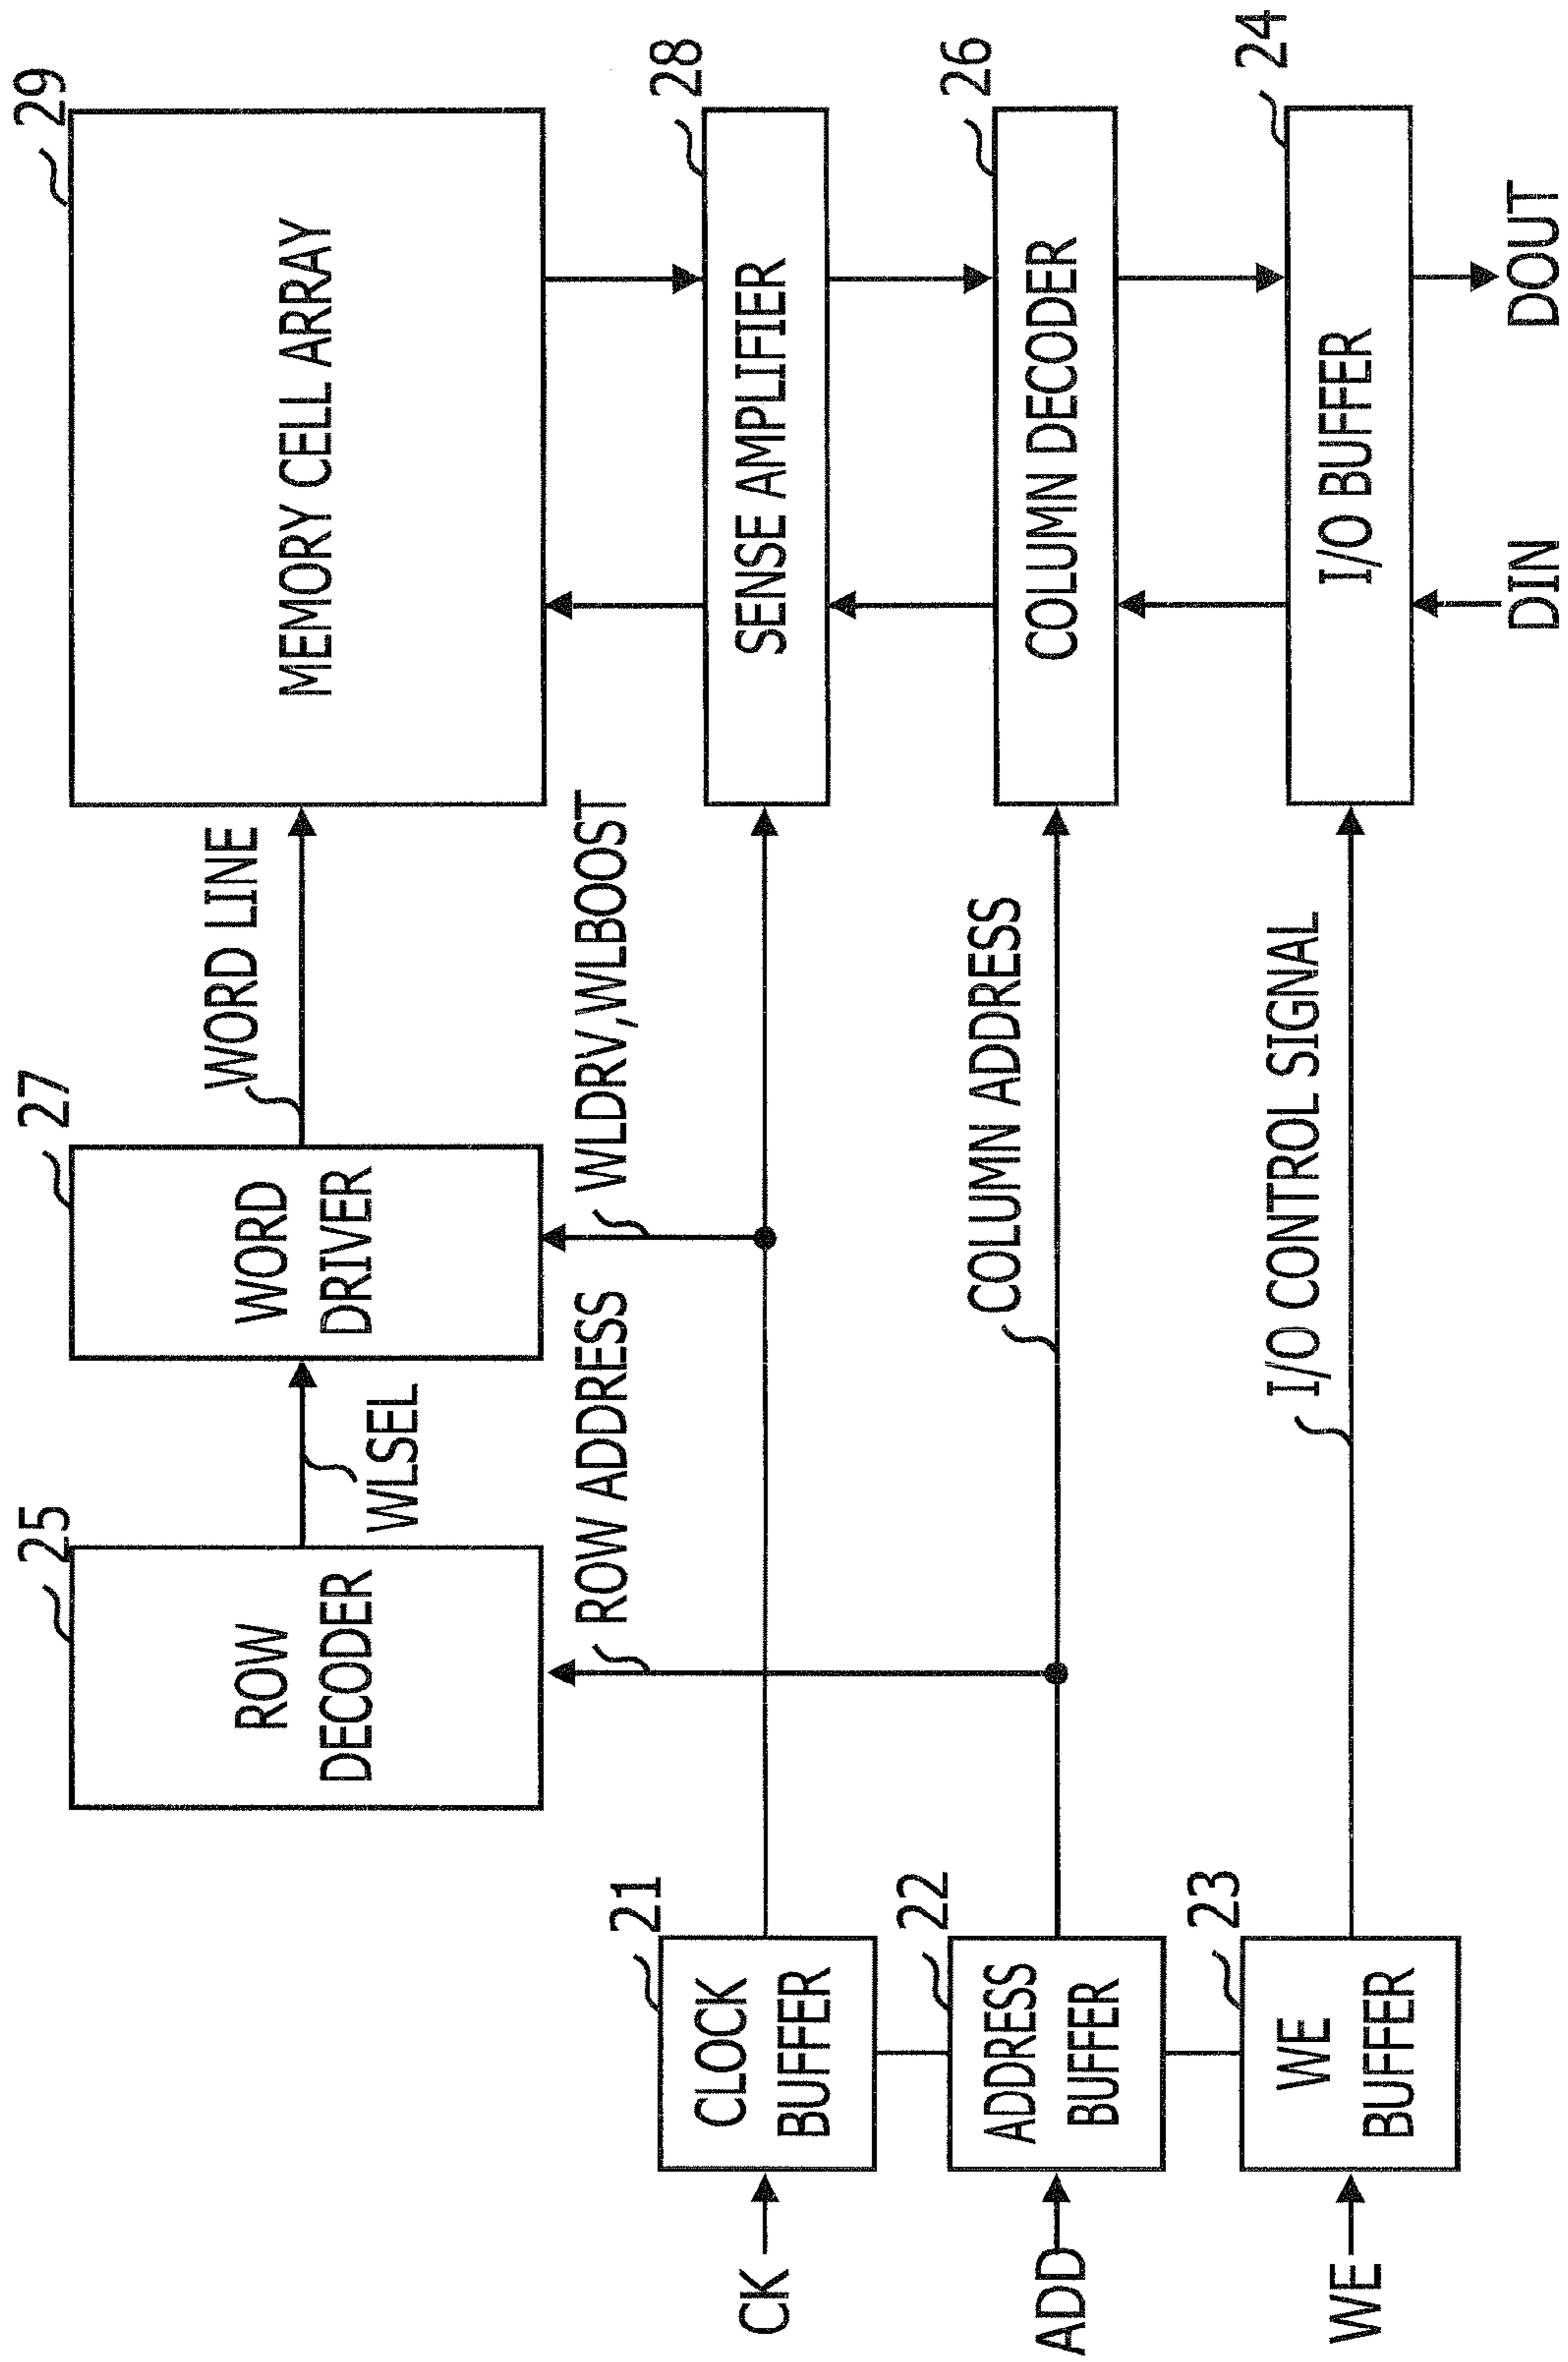 29
MEMORY CELL ARRAY
WORD LINE
27
WORD
DRIVER
WLSEL
25
ROW
DECODER
28
SENSE AMPLIFIER
WLDRV,WLBOOST
ROW ADDRESS
21
CLOCK
BUFFER
CK
26
COLUMN DECODER
COLUMN ADDRESS
22
ADDRESS
BUFFER
ADD
24
I/O BUFFER
I/O CONTROL SIGNAL
23
WE
BUFFER
WE
DIN
DOUT